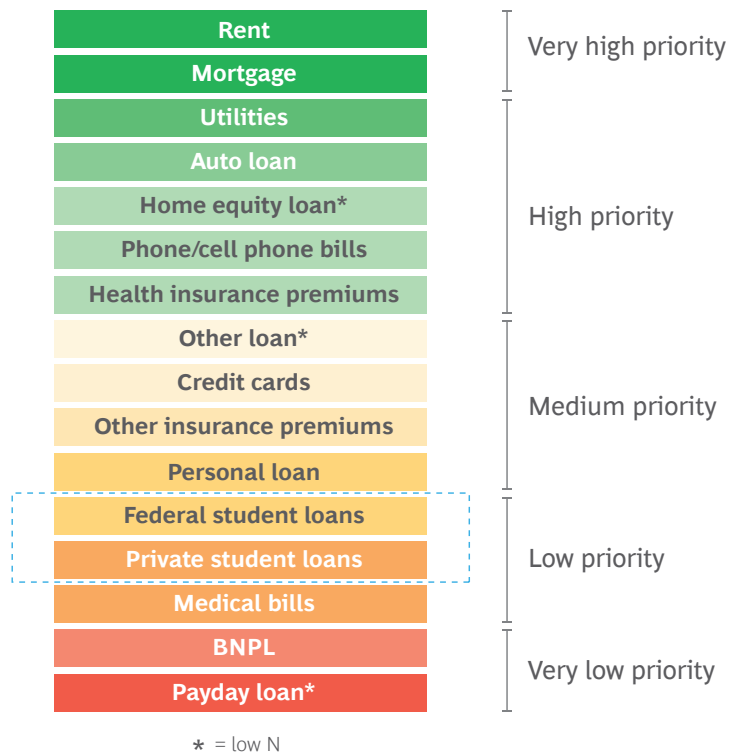 Rent
Mortgage
Very high priority
Utilities
Auto loan
Home equity loan*
Phone/cell phone bills
Health insurance premiums
High priority
Other loan*
Credit cards
Other insurance premiums
Personal loan
Medium priority
Federal student loans
Private student loans
Medical bills
Low priority
BNPL
Payday loan*
Very low priority
* = low N